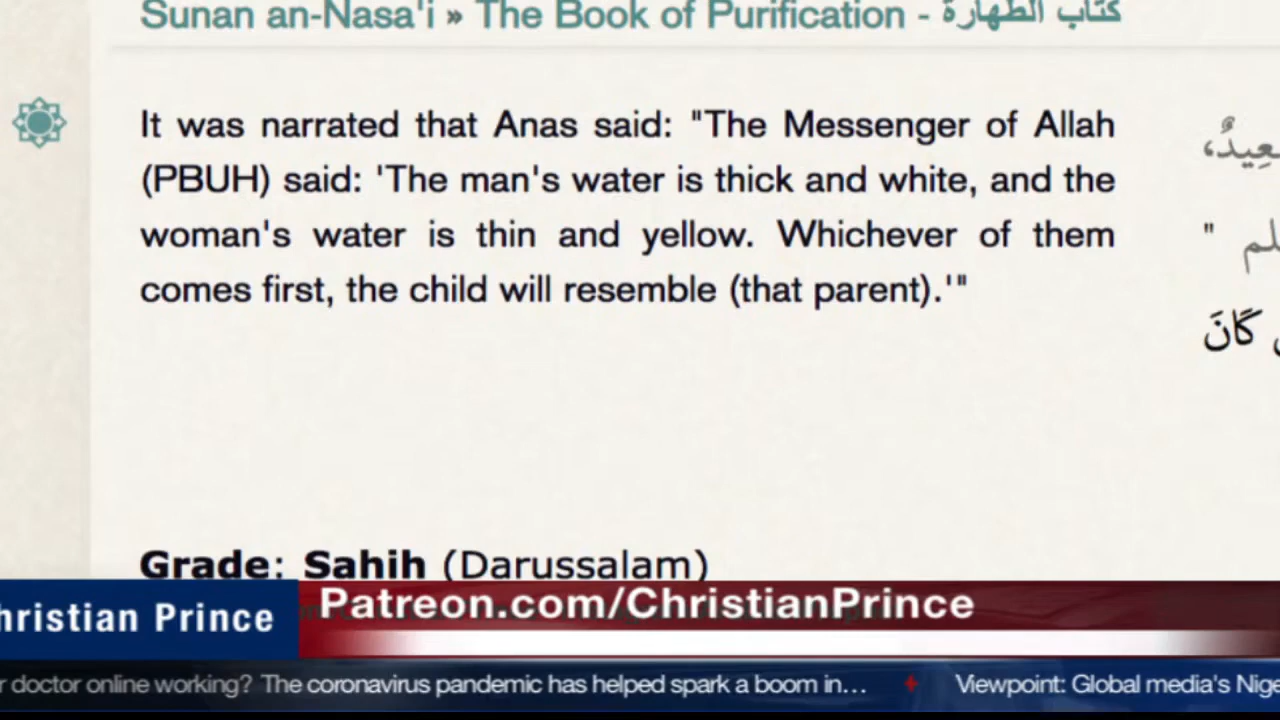 Sunan an-Nasa'i » The Book of Purification - كتاب الطهارة
It was narrated that Anas said: "The Messenger of Allah
(PBUH) said: 'The man's water is thick and white, and the
woman's water is thin and yellow. Whichever of them
comes first, the child will resemble (that parent).'"
"
كَانَ
Grade: Sahih (Darussalam)
hristian Prince
Patreon.com/ChristianPrince
r doctor online working? The coronavirus pandemic has helped spark a boom in... Viewpoint: Global media's Nige